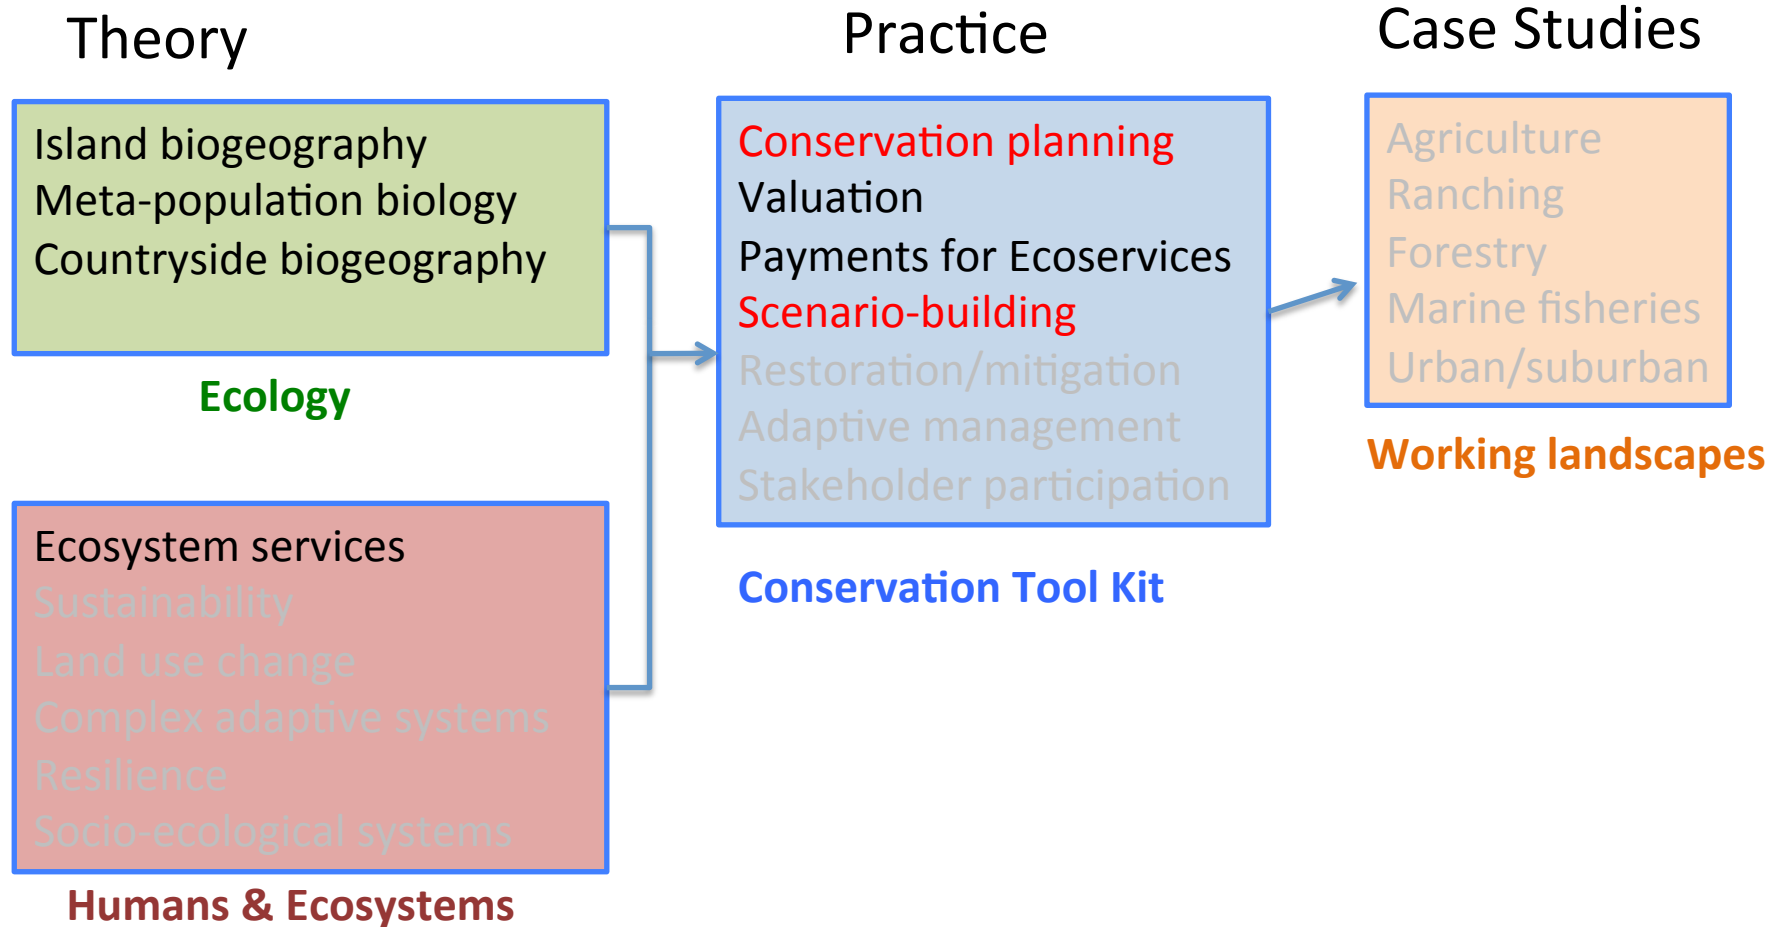 Theory
Practice
Case Studies
Island biogeography
Meta-population biology
Countryside biogeography
Ecology
Ecosystem services
Sustainability
Land use change
Complex adaptive systems
Resilience
Socio-ecological systems
Humans & Ecosystems
Conservation planning
Valuation
Payments for Ecoservices
Scenario-building
Restoration/mitigation
Adaptive management
Stakeholder participation
Conservation Tool Kit
Agriculture
Ranching
Forestry
Marine fisheries
Urban/suburban
Working landscapes